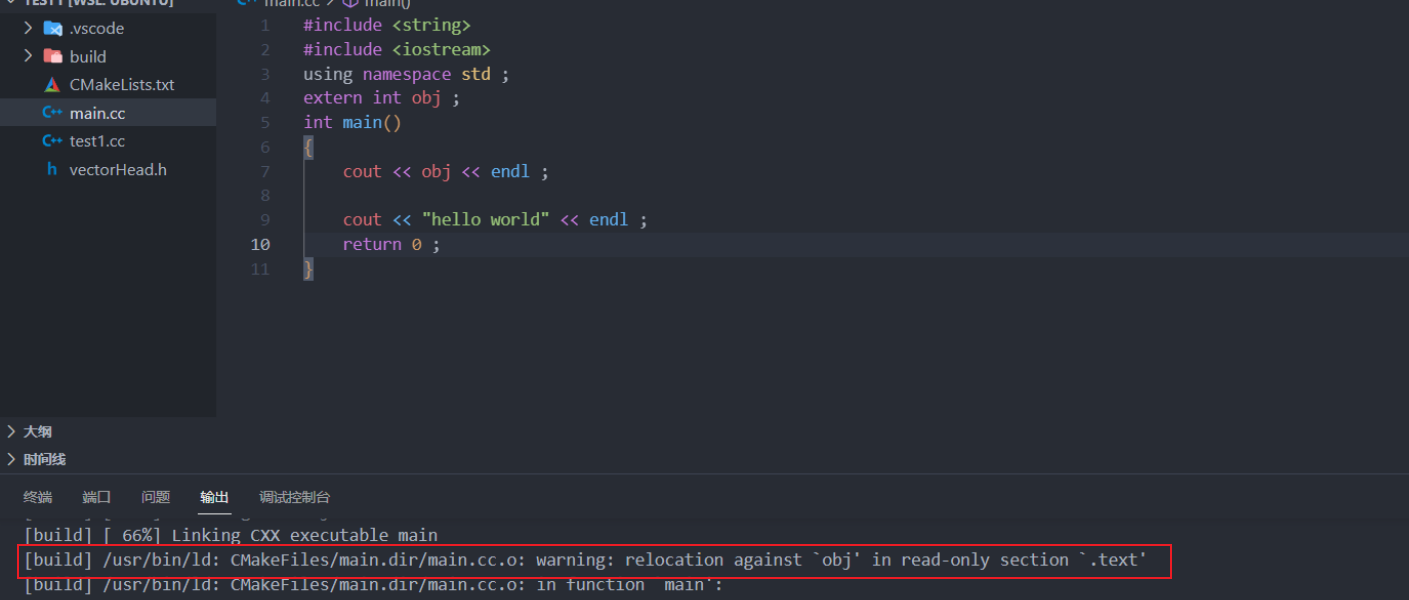 TEST1 [WSL: UBUNTU]
.vscode
build
CMakeLists.txt
main.cc
test1.cc
vectorHead.h
大纲
时间线
main.cc > main()
1 #include <string>
2 #include <iostream>
3 using namespace std ;
4 extern int obj ;
5 int main()
6 {
7 cout << obj << endl ;
8
9 cout << "hello world" << endl ;
10 return 0 ;
11 }
终端 端口 问题 输出 调试控制台
[build] [ 66%] Linking CXX executable main
[build] /usr/bin/ld: CMakeFiles/main.dir/main.cc.o: warning: relocation against `obj' in read-only section `.text'
[build] /usr/bin/ld: CMakeFiles/main.dir/main.cc.o: in function `main':